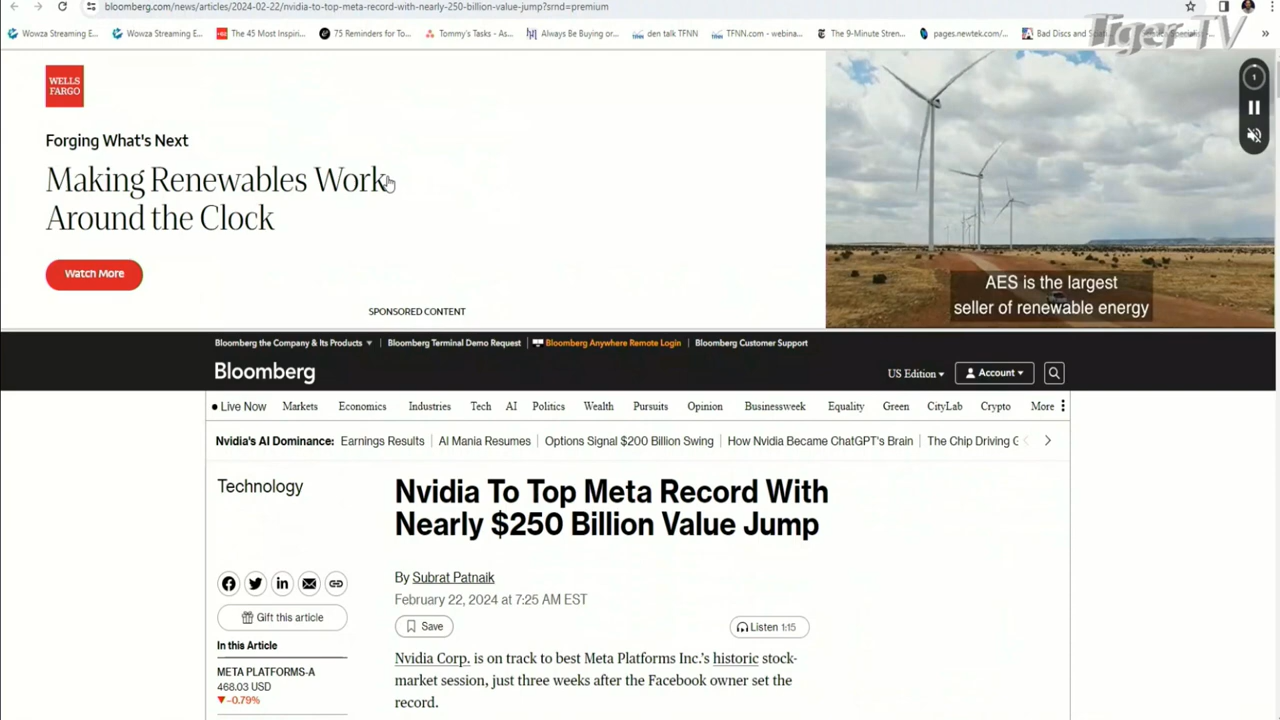 bloomberg.com/news/articles/2024-02-22/nvidia-to-top-meta-record-with-nearly-250-billion-value-jump?srnd=premium
Wowza Streaming E... Wowza Streaming E... The 45 Most Inspiri... 75 Reminders for To... Tommy's Tasks - As... Always Be Buying or... den talk TFNN TFNN.com - webina... The 9-Minute Stren... pages.newtek.com/... Bad Discs and
Tiger TV
WELLS
FARGO
Forging What's Next
Making Renewables Work
Around the Clock
Watch More
SPONSORED CONTENT
1
AES is the largest
seller of renewable energy
Bloomberg the Company & Its Products | Bloomberg Terminal Demo Request | Bloomberg Anywhere Remote Login | Bloomberg Customer Support
Bloomberg
US Edition Account
Live Now Markets Economics Industries Tech AI Politics Wealth Pursuits Opinion Businessweek Equality Green CityLab Crypto More
Nvidia's AI Dominance: Earnings Results | AI Mania Resumes | Options Signal $200 Billion Swing | How Nvidia Became ChatGPT's Brain | The Chip Driving G
Technology
Nvidia To Top Meta Record With
Nearly $250 Billion Value Jump
By Subrat Patnaik
February 22, 2024 at 7:25 AM EST
Save
Listen 1:15
Gift this article
In this Article
META PLATFORMS-A
468.03 USD
▼-0.79%
Nvidia Corp. is on track to best Meta Platforms Inc.'s historic stock-
market session, just three weeks after the Facebook owner set the
record.